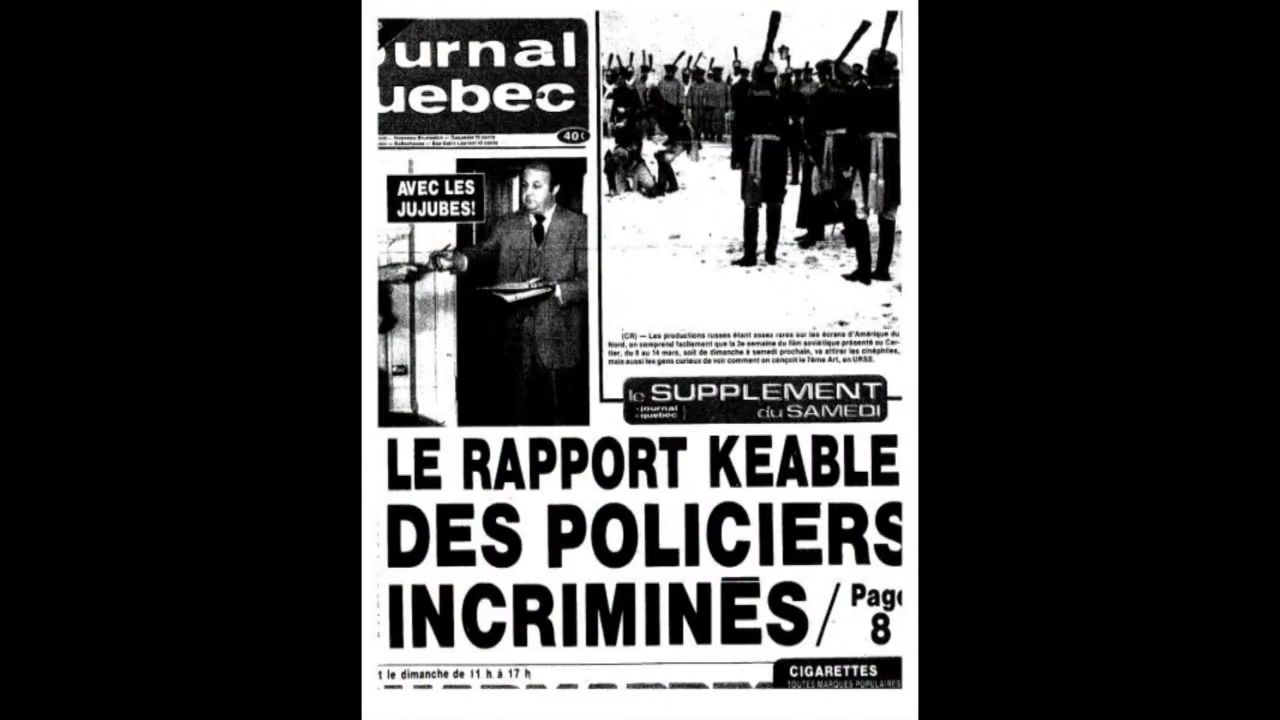 urnal
uebec
40¢
AVEC LES
JUJUBES!
(CR) — Les productions russes étant assez rares sur les écrans d'Amérique du
Nord, on comprend facilement que la 3e semaine du film soviétique présenté au Car-
tier, du 8 au 14 mars, soit de dimanche à samedi prochain, va attirer les cinéphiles,
mais aussi les gens curieux de voir comment on conçoit le 7ème Art, en URSS.
le SUPPLEMENT
journal
quebec
du SAMEDI
LE RAPPORT KEABLE
DES POLICIERS
INCRIMINÉS / Page
8
t le dimanche de 11 h à 17 h
CIGARETTES
TOUTES MARQUES POPULAIRES